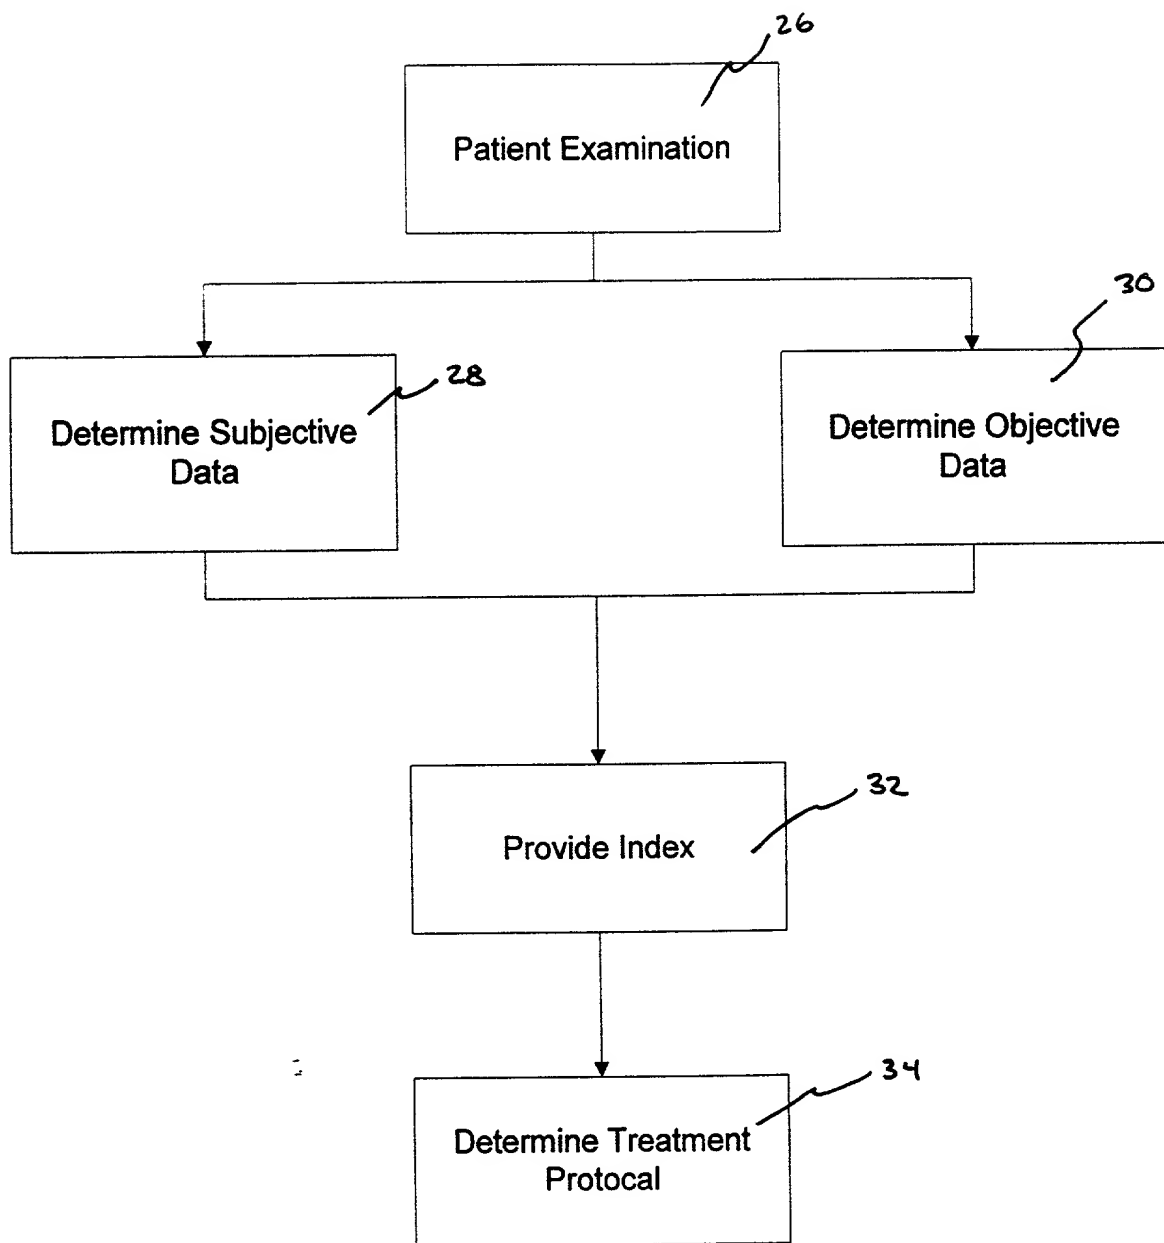 26
Patient Examination
30
28
Determine Subjective
Data
Determine Objective
Data
32
Provide Index
34
Determine Treatment
Protocal